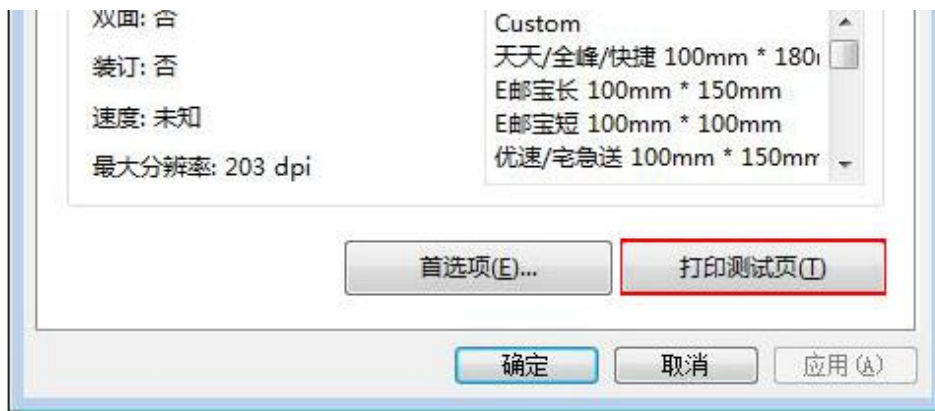 双面: 否
装订: 否
速度: 未知
最大分辨率: 203 dpi
Custom
天天/全峰/快捷 100mm * 180
E邮宝长 100mm * 150mm
E邮宝短 100mm * 100mm
优速/宅急送 100mm * 150mm
首选项(E)...
打印测试页(T)
确定
取消
应用(A)